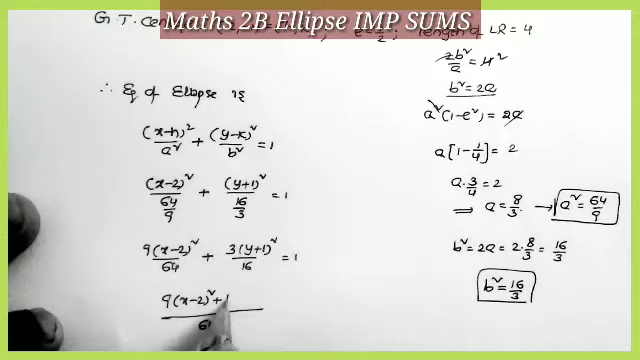 Maths 2B Ellipse IMP SUMS
G.T. e= 1/2 ; length of LR = 4
2b²/a = 4²
b² = 2a
a²(1-e²) = 2a
a[1-1/4] = 2
a.3/4 = 2
⇒ a = 8/3. → a² = 64/9
b² = 2a = 2.8/3 = 16/3
b² = 16/3
∴ Eq of Ellipse is
(x-h)²/a² + (y-k)²/b² = 1
(x-2)²/(64/9) + (y+1)²/(16/3) = 1
9(x-2)²/64 + 3(y+1)²/16 = 1
9(x-2)²+